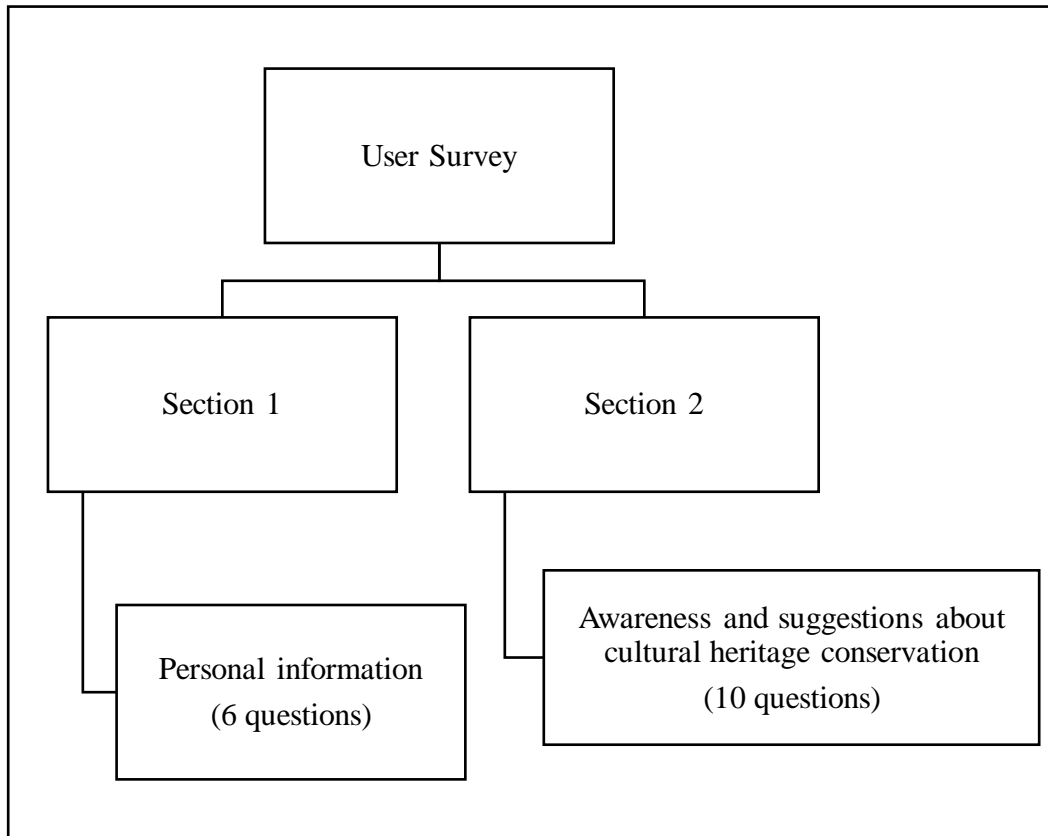 User Survey
Section 1
Section 2
Personal information
(6 questions)
Awareness and suggestions about
cultural heritage conservation
(10 questions)